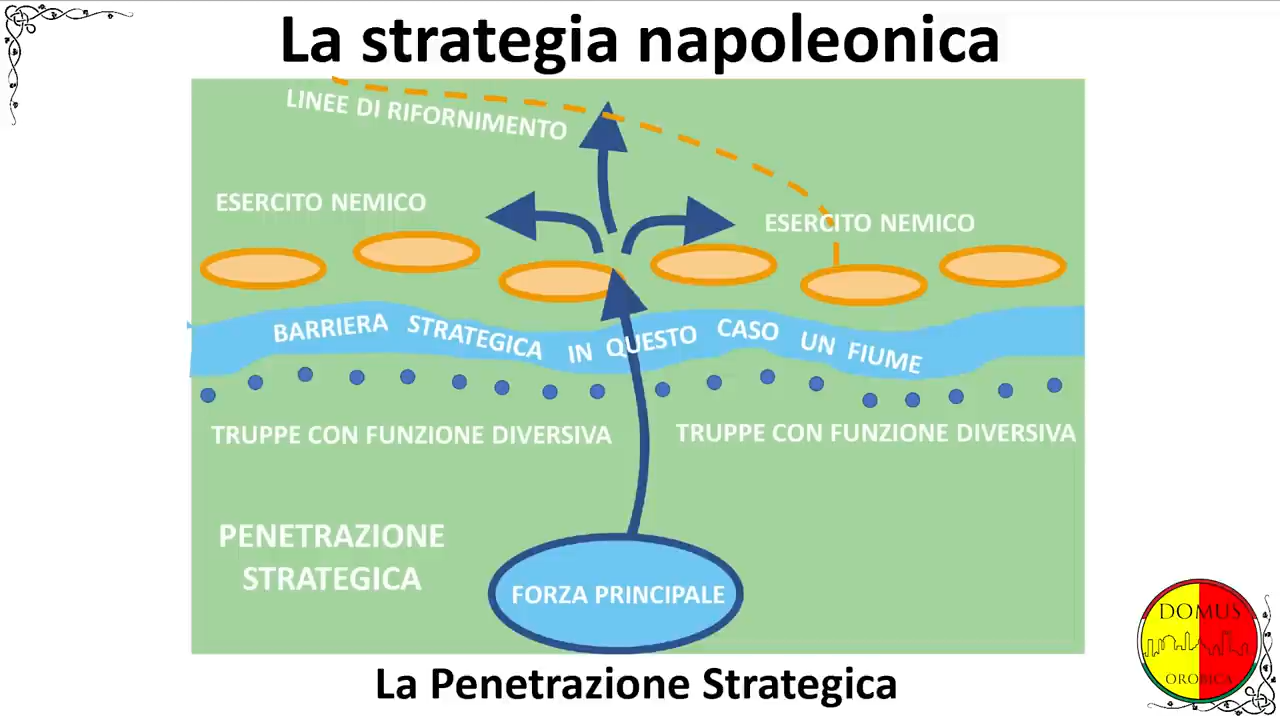 La strategia napoleonica
LINEE DI RIFORNIMENTO
ESERCITO NEMICO
ESERCITO NEMICO
BARRIERA STRATEGICA IN QUESTO CASO UN FIUME
TRUPPE CON FUNZIONE DIVERSIVA
TRUPPE CON FUNZIONE DIVERSIVA
PENETRAZIONE
STRATEGICA
FORZA PRINCIPALE
La Penetrazione Strategica
DOMUS
OROBICA